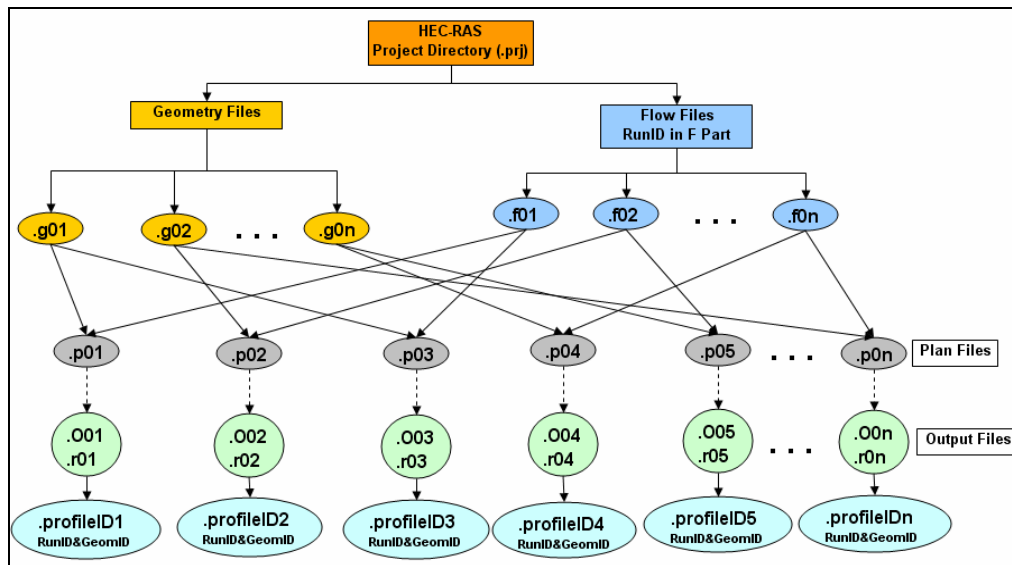 HEC-RAS
Project Directory (.prj)
Geometry Files
Flow Files
RunID in F Part
.g01
.g02
. . .
.g0n
.f01
.f02
. . .
.f0n
.p01
.p02
.p03
.p04
.p05
. . .
.p0n
Plan Files
.O01
.r01
.O02
.r02
.O03
.r03
.O04
.r04
.O05
.r05
. . .
.O0n
.r0n
Output Files
.profileID1
RunID&GeomID
.profileID2
RunID&GeomID
.profileID3
RunID&GeomID
.profileID4
RunID&GeomID
.profileID5
RunID&GeomID
.profileIDn
RunID&GeomID